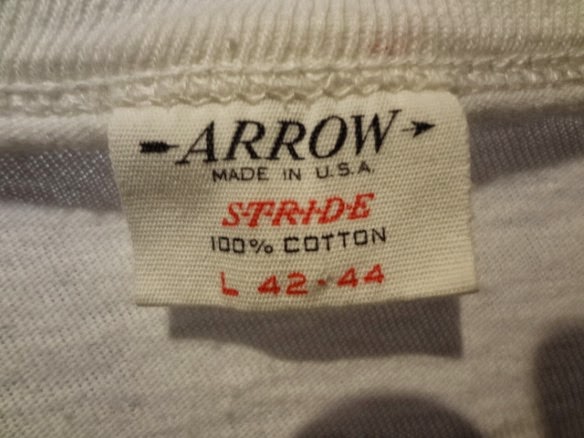 ARROW
MADE IN U.S.A.
STRIDE
100% COTTON
L 42-44